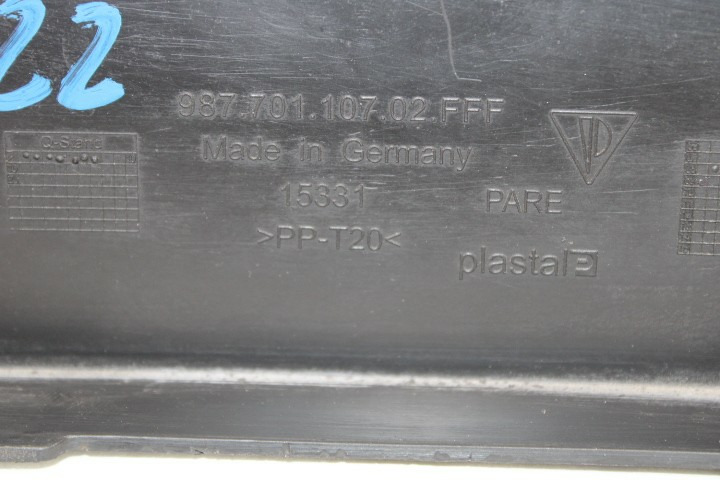 22
987.701.107.02 FFF
Made in Germany
15331 PARE
>PP-T20<
plastal